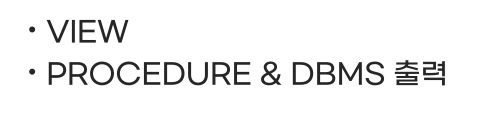 • VIEW
• PROCEDURE & DBMS 출력